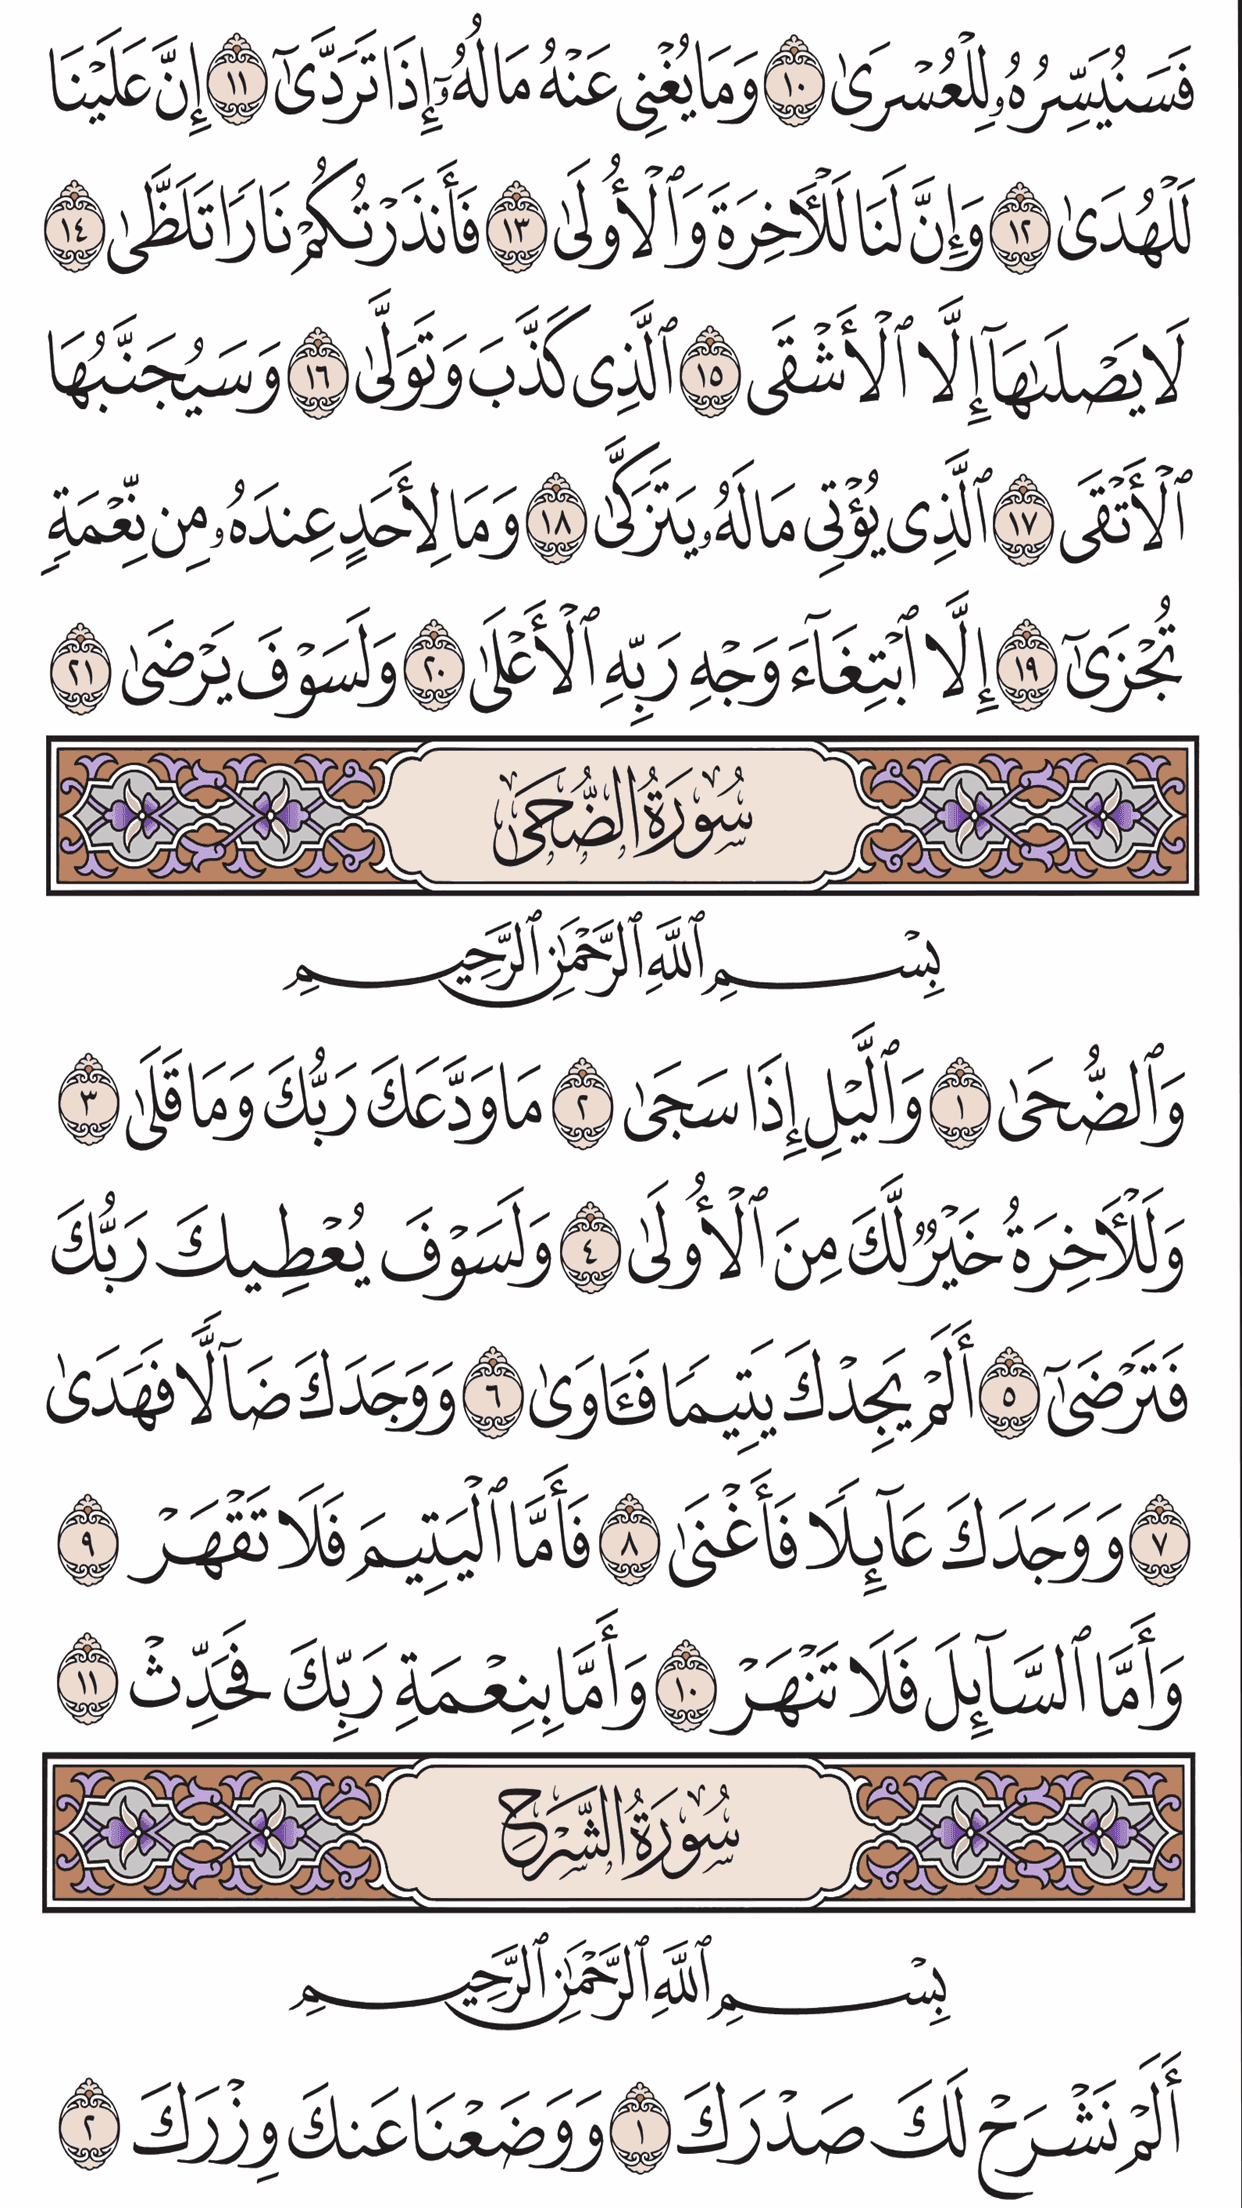 فَسَنُيَسِّرُهُۥ لِلْعُسْرَىٰ ١٠ وَمَا يُغْنِى عَنْهُ مَالُهُۥٓ إِذَا تَرَدَّىٰٓ ١١ إِنَّ عَلَيْنَا
لَلْهُدَىٰ ١٢ وَإِنَّ لَنَا لَلْـَٔاخِرَةَ وَٱلْأُولَىٰ ١٣ فَأَنذَرْتُكُمْ نَارًا تَلَظَّىٰ ١٤
لَا يَصْلَىٰهَآ إِلَّا ٱلْأَشْقَى ١٥ ٱلَّذِى كَذَّبَ وَتَوَلَّىٰ ١٦ وَسَيُجَنَّبُهَا
ٱلْأَتْقَى ١٧ ٱلَّذِى يُؤْتِى مَالَهُۥ يَتَزَكَّىٰ ١٨ وَمَا لِأَحَدٍ عِندَهُۥ مِن نِّعْمَةٍ
تُجْزَىٰٓ ١٩ إِلَّا ٱبْتِغَآءَ وَجْهِ رَبِّهِ ٱلْأَعْلَىٰ ٢٠ وَلَسَوْفَ يَرْضَىٰ ٢١
سُورَةُ الضُّحَىٰ
بِسْمِ ٱللَّهِ ٱلرَّحْمَٰنِ ٱلرَّحِيمِ
وَٱلضُّحَىٰ ١ وَٱلَّيْلِ إِذَا سَجَىٰ ٢ مَا وَدَّعَكَ رَبُّكَ وَمَا قَلَىٰ ٣
وَلَلْـَٔاخِرَةُ خَيْرٌ لَّكَ مِنَ ٱلْأُولَىٰ ٤ وَلَسَوْفَ يُعْطِيكَ رَبُّكَ
فَتَرْضَىٰٓ ٥ أَلَمْ يَجِدْكَ يَتِيمًا فَـَٔاوَىٰ ٦ وَوَجَدَكَ ضَآلًّا فَهَدَىٰ
٧ وَوَجَدَكَ عَآئِلًا فَأَغْنَىٰ ٨ فَأَمَّا ٱلْيَتِيمَ فَلَا تَقْهَرْ ٩
وَأَمَّا ٱلسَّآئِلَ فَلَا تَنْهَرْ ١٠ وَأَمَّا بِنِعْمَةِ رَبِّكَ فَحَدِّثْ ١١
سُورَةُ الشَّرْحِ
بِسْمِ ٱللَّهِ ٱلرَّحْمَٰنِ ٱلرَّحِيمِ
أَلَمْ نَشْرَحْ لَكَ صَدْرَكَ ١ وَوَضَعْنَا عَنكَ وِزْرَكَ ٢